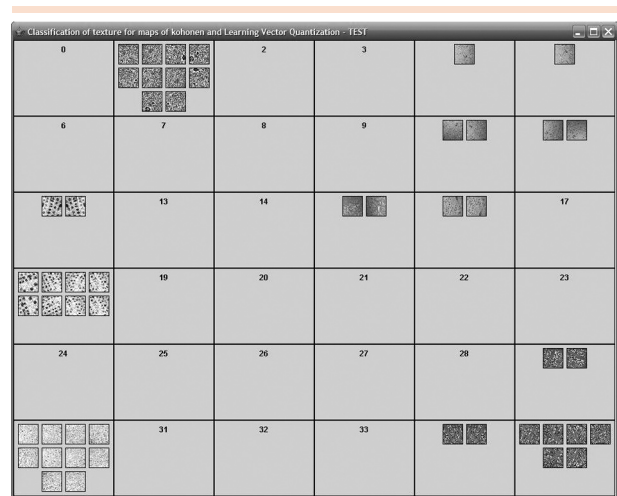 Classification of texture for maps of kohonen and Learning Vector Quantization - TEST
0 2 3
6 7 8 9
13 14 17
19 20 21 22 23
24 25 26 27 28
31 32 33